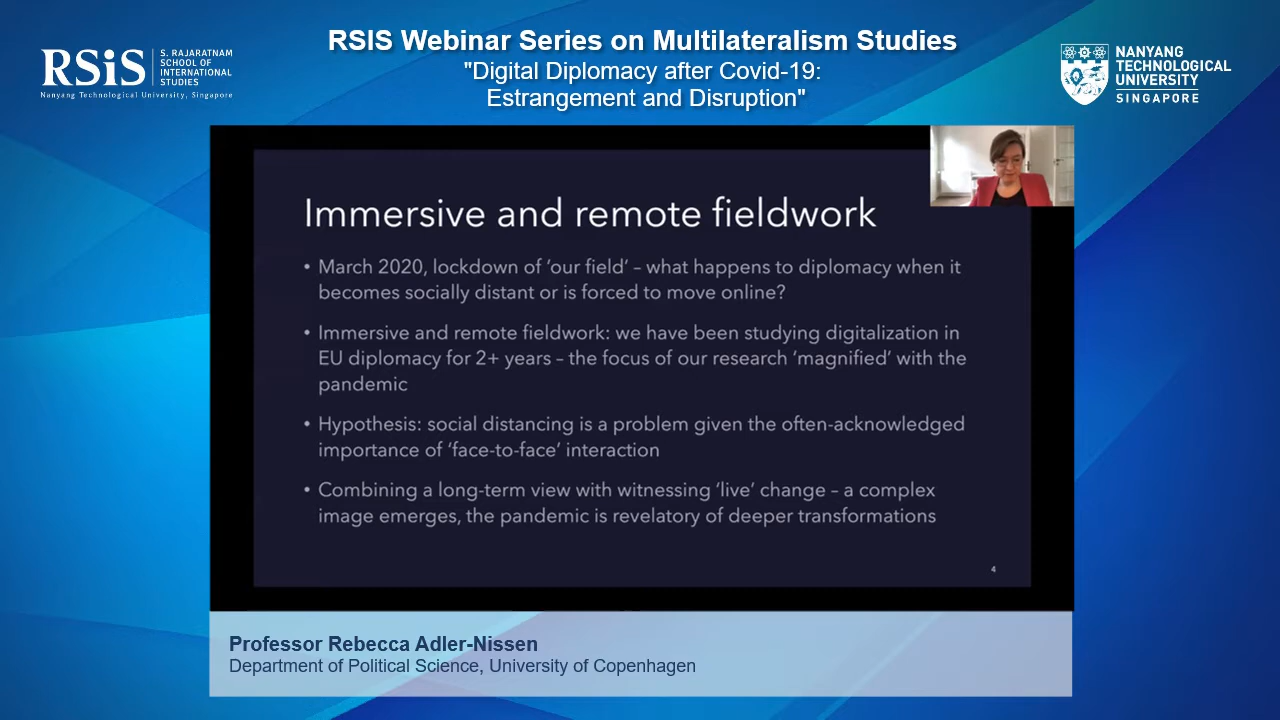 RSiS
S. RAJARATNAM
SCHOOL OF
INTERNATIONAL
STUDIES
Nanyang Technological University, Singapore
RSIS Webinar Series on Multilateralism Studies
"Digital Diplomacy after Covid-19:
Estrangement and Disruption"
NANYANG
TECHNOLOGICAL
UNIVERSITY
SINGAPORE
Immersive and remote fieldwork
• March 2020, lockdown of ‘our field’ – what happens to diplomacy when it
becomes socially distant or is forced to move online?
• Immersive and remote fieldwork: we have been studying digitalization in
EU diplomacy for 2+ years – the focus of our research ‘magnified’ with the
pandemic
• Hypothesis: social distancing is a problem given the often-acknowledged
importance of ‘face-to-face’ interaction
• Combining a long-term view with witnessing ‘live’ change – a complex
image emerges, the pandemic is revelatory of deeper transformations
4
Professor Rebecca Adler-Nissen
Department of Political Science, University of Copenhagen